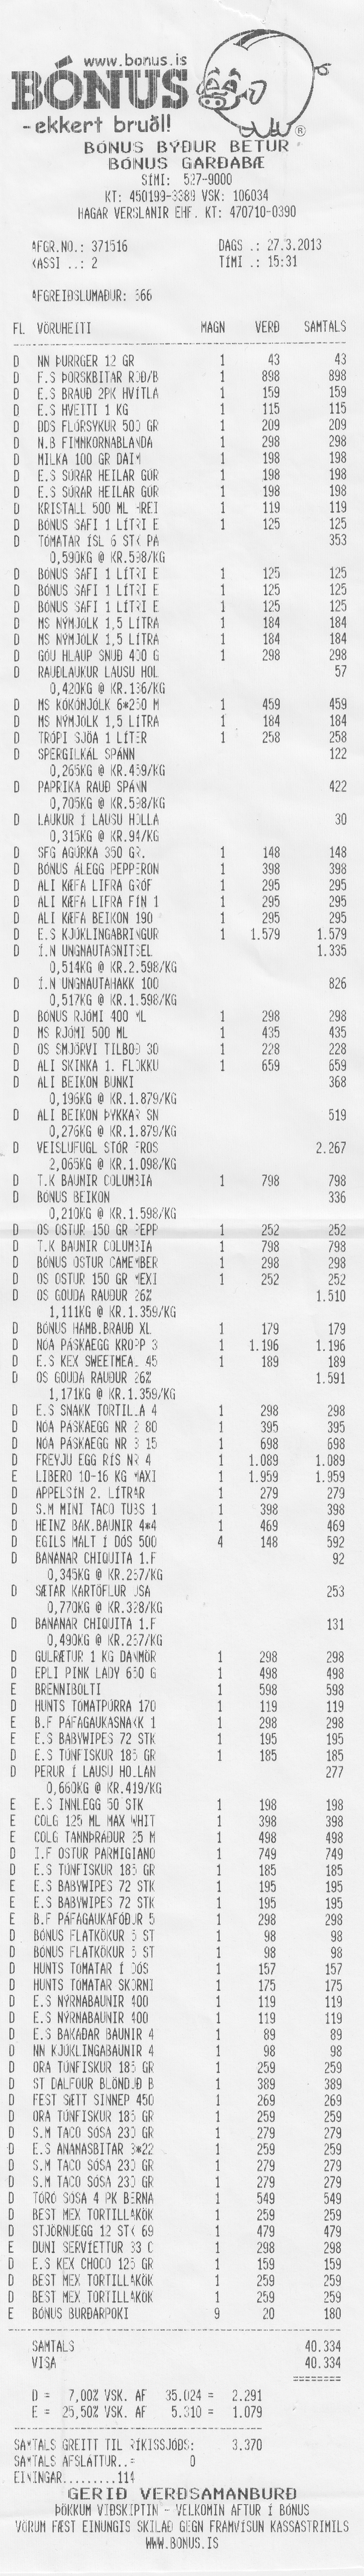 www.bonus.is
BÓNUS
-ekkert bruðl!
BÓNUS BÝÐUR BETUR
BÓNUS GARÐABÆ
SÍMI: 527-9000
KT: 450199-3389 VSK: 106034
HAGAR VERSLANIR EHF. KT: 470710-0390
AFGR.NO.: 371516 DAGS .: 27.3.2013
KASSI ..: 2 TÍMI .: 15:31
AFGREIÐSLUMAÐUR: 566
FL VÖRUHEITI MAGN VERÐ SAMTALS
D NN ÞURRGER 12 GR 1 43 43
D F.S ÞORSKBITAR ROÐ/B 1 898 898
D E.S BRAUÐ 2PK HVÍTLA 1 159 159
D E.S HVEITI 1 KG 1 115 115
D DDS FLÓRSYKUR 500 GR 1 209 209
D N.B FIMMKORNABLANDA 1 298 298
D MILKA 100 GR DAIM 1 198 198
D E.S SÚRAR HEILAR GÚR 1 198 198
D E.S SÚRAR HEILAR GÚR 1 198 198
D KRISTALL 500 ML HREI 1 119 119
D BÓNUS SAFI 1 LÍTRI E 1 125 125
D TÓMATAR ÍSL 6 STK PA 353
0,590KG @ KR.598/KG
D BÓNUS SAFI 1 LÍTRI E 1 125 125
D BÓNUS SAFI 1 LÍTRI E 1 125 125
D BÓNUS SAFI 1 LÍTRI E 1 125 125
D MS NÝMJÓLK 1,5 LÍTRA 1 184 184
D MS NÝMJÓLK 1,5 LÍTRA 1 184 184
D GÓU HLAUP SNUÐ 400 G 1 298 298
D RAUÐLAUKUR LAUSU HOL 57
0,420KG @ KR.136/KG
D MS KÓKÓMJÓLK 6*250 M 1 459 459
D MS NÝMJÓLK 1,5 LÍTRA 1 184 184
D TRÓPI SJÓA 1 LÍTER 1 258 258
D SPERGILKÁL SPÁNN 122
0,265KG @ KR.459/KG
D PAPRIKA RAUÐ SPÁNN 422
0,705KG @ KR.598/KG
D LAUKUR Í LAUSU HOLLA 30
0,315KG @ KR.94/KG
D SFG AGÚRKA 350 GR. 1 148 148
D BÓNUS ÁLEGG PEPPERON 1 398 398
D ALI KÆFA LIFRA GRÓF 1 295 295
D ALI KÆFA LIFRA FÍN 1 1 295 295
D ALI KÆFA BEIKON 190 1 295 295
D E.S KJÚKLINGABRINGUR 1 1.579 1.579
D Í.N UNGNAUTASNITSEL 1.335
0,514KG @ KR.2.598/KG
D Í.N UNGNAUTAHAKK 100 826
0,517KG @ KR.1.598/KG
D BÓNUS RJÓMI 400 ML 1 298 298
D MS RJÓMI 500 ML 1 435 435
D OS SMJÖRVI TILBOÐ 30 1 228 228
D ALI SKINKA 1. FLOKKU 1 659 659
D ALI BEIKON BUNKI 368
0,196KG @ KR.1.879/KG
D ALI BEIKON ÞYKKAR SN 519
0,276KG @ KR.1.879/KG
D VEISLUFUGL STÓR FROS 2.267
2,065KG @ KR.1.098/KG
D T.K BAUNIR COLUMBIA 1 798 798
D BÓNUS BEIKON 336
0,210KG @ KR.1.598/KG
D OS OSTUR 150 GR PEPP 1 252 252
D T.K BAUNIR COLUMBIA 1 798 798
D BÓNUS OSTUR CAMEMBER 1 298 298
D OS OSTUR 150 GR MEXI 1 252 252
D OS GOUDA RAUÐUR 26% 1.510
1,111KG @ KR.1.359/KG
D BÓNUS HAMB.BRAUÐ XL 1 179 179
D NÓA PÁSKAEGG KROPP 3 1 1.196 1.196
D E.S KEX SWEETMEAL 45 1 189 189
D OS GOUDA RAUÐUR 26% 1.591
1,171KG @ KR.1.359/KG
D E.S SNAKK TORTILLA 4 1 298 298
D NÓA PÁSKAEGG NR 2 80 1 395 395
D NÓA PÁSKAEGG NR 3 15 1 698 698
D FREYJU EGG RÍS NR 4 1 1.089 1.089
E LIBERO 10-16 KG MAXI 1 1.959 1.959
D APPELSÍN 2. LÍTRAR 1 279 279
D S.M MINI TACO TUBS 1 1 398 398
D HEINZ BAK.BAUNIR 4*4 1 469 469
D EGILS MALT Í DÓS 500 4 148 592
D BANANAR CHIQUITA 1.F 92
0,345KG @ KR.267/KG
D SÆTAR KARTÖFLUR USA 253
0,770KG @ KR.328/KG
D BANANAR CHIQUITA 1.F 131
0,490KG @ KR.267/KG
D GULRÆTUR 1 KG DANMÖR 1 298 298
D EPLI PINK LADY 650 G 1 498 498
E BRENNIBOLTI 1 598 598
D HUNTS TOMATPURRA 170 1 119 119
E B.F PÁFAGAUKASNAKK 1 1 298 298
E E.S BABYWIPES 72 STK 1 195 195
D E.S TÚNFISKUR 185 GR 1 185 185
D PERUR Í LAUSU HOLLAN 277
0,660KG @ KR.419/KG
E E.S INNLEGG 50 STK 1 198 198
E COLG 125 ML MAX WHIT 1 398 398
E COLG TANNÞRÁÐUR 25 M 1 498 498
D I.F OSTUR PARMIGIANO 1 749 749
D E.S TÚNFISKUR 185 GR 1 185 185
E E.S BABYWIPES 72 STK 1 195 195
E E.S BABYWIPES 72 STK 1 195 195
E B.F PÁFAGAUKAFÓÐUR 5 1 298 298
D BÓNUS FLATKÖKUR 5 ST 1 98 98
D BÓNUS FLATKÖKUR 5 ST 1 98 98
D HUNTS TÓMATAR Í DÓS 1 157 157
D HUNTS TÓMATAR SKORNI 1 175 175
D E.S NÝRNABAUNIR 400 1 119 119
D E.S NÝRNABAUNIR 400 1 119 119
D E.S BAKAÐAR BAUNIR 4 1 89 89
D NN KJÚKLINGABAUNIR 4 1 98 98
D ORA TÚNFISKUR 185 GR 1 259 259
D ST DALFOUR BLÖNDUÐ B 1 389 389
D FEST SÆTT SINNEP 450 1 269 269
D ORA TÚNFISKUR 185 GR 1 259 259
D S.M TACO SÓSA 230 GR 1 279 279
D E.S ANANASBITAR 3*22 1 259 259
D S.M TACO SÓSA 230 GR 1 279 279
D S.M TACO SÓSA 230 GR 1 279 279
D TORO SÓSA 4 PK BERNA 1 549 549
D BEST MEX TORTILLAKÖK 1 259 259
D STJÖRNUEGG 12 STK 69 1 479 479
E DUNI SERVÍETTUR 33 C 1 298 298
D E.S KEX CHOCO 125 GR 1 159 159
D BEST MEX TORTILLAKÖK 1 259 259
D BEST MEX TORTILLAKÖK 1 259 259
E BÓNUS BURÐARPOKI 9 20 180
SAMTALS 40.334
VISA 40.334
D = 7,00% VSK. AF 35.024 = 2.291
E = 25,50% VSK. AF 5.310 = 1.079
SAMTALS GREITT TIL RÍKISSJÓÐS: 3.370
SAMTALS AFSLÁTTUR..: 0
EININGAR.........114
GERIÐ VERÐSAMANBURÐ
ÞÖKKUM VIÐSKIPTIN - VELKOMIN AFTUR Í BÓNUS
VÖRUM FÆST EINUNGIS SKILAÐ GEGN FRAMVÍSUN KASSASTRIMILS
WWW.BONUS.IS